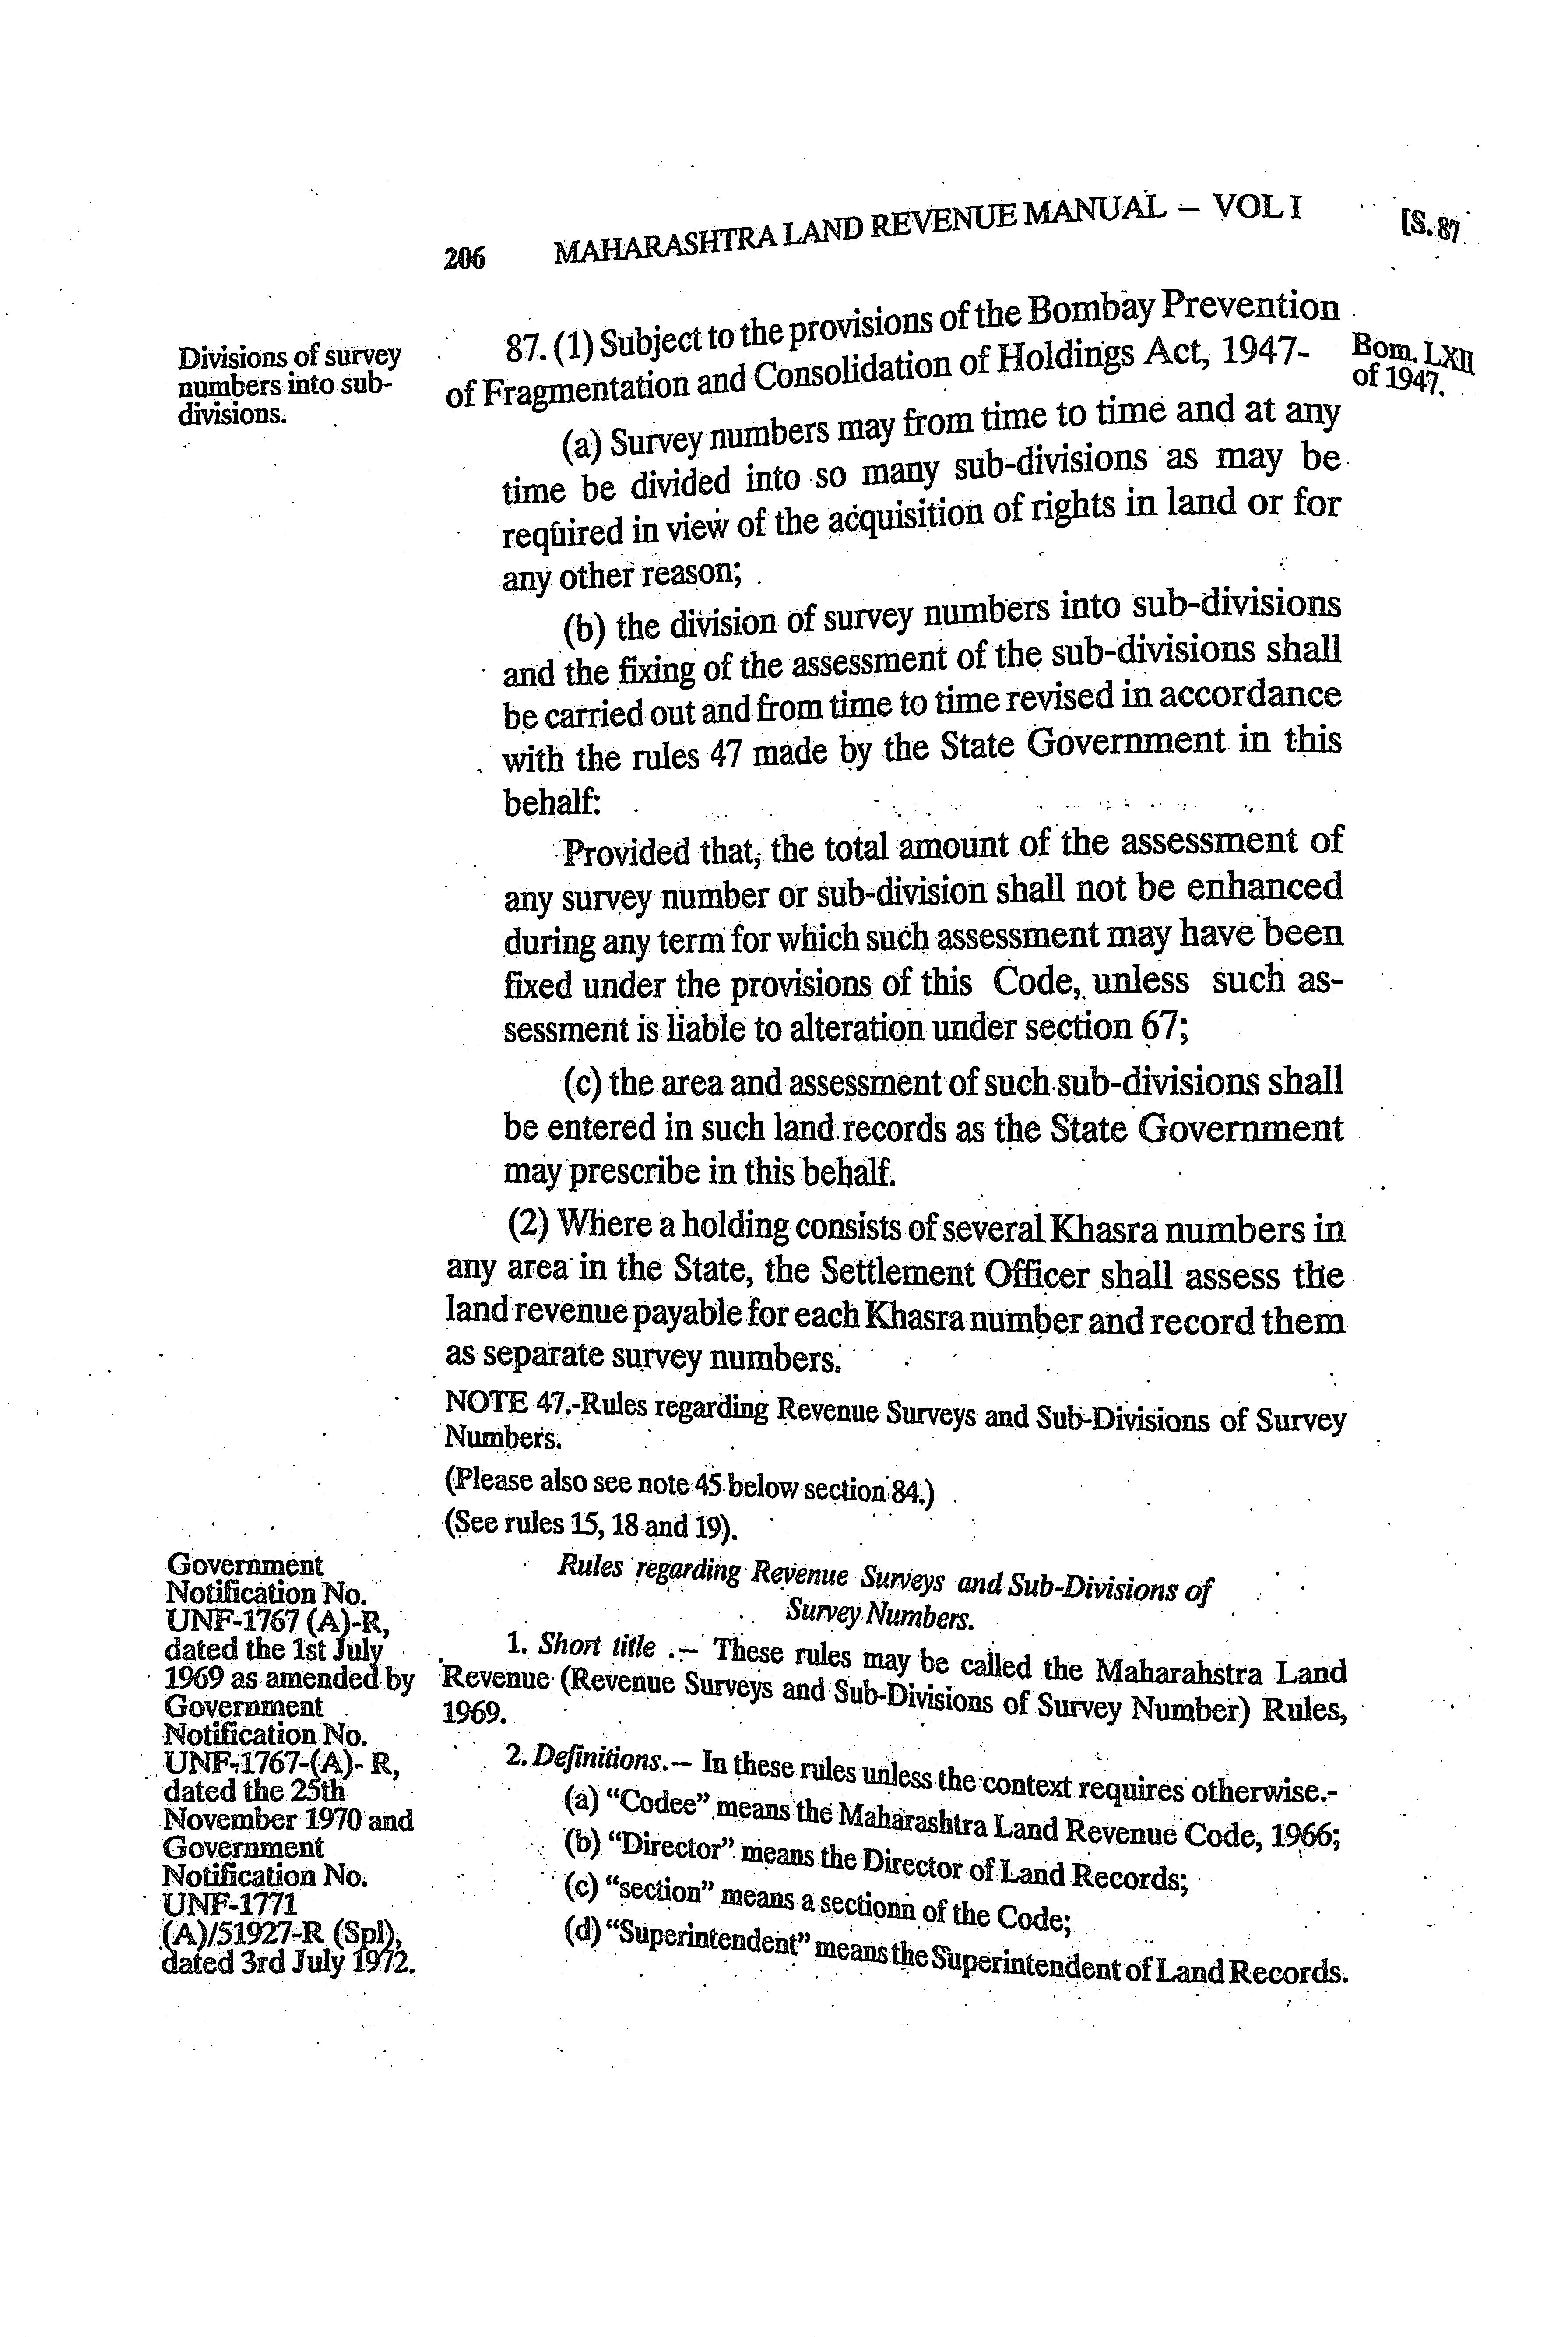 206 MAHARASHTRA LAND REVENUE MANUAL – VOL I [S. 87
Divisions of survey
numbers into sub-
divisions.
87. (1) Subject to the provisions of the Bombay Prevention
of Fragmentation and Consolidation of Holdings Act, 1947-
Bom. LXII
of 1947.
(a) Survey numbers may from time to time and at any
time be divided into so many sub-divisions as may be
required in view of the acquisition of rights in land or for
any other reason;
(b) the division of survey numbers into sub-divisions
and the fixing of the assessment of the sub-divisions shall
be carried out and from time to time revised in accordance
with the rules 47 made by the State Government in this
behalf:
Provided that, the total amount of the assessment of
any survey number or sub-division shall not be enhanced
during any term for which such assessment may have been
fixed under the provisions of this Code, unless such as-
sessment is liable to alteration under section 67;
(c) the area and assessment of such sub-divisions shall
be entered in such land records as the State Government
may prescribe in this behalf.
(2) Where a holding consists of several Khasra numbers in
any area in the State, the Settlement Officer shall assess the
land revenue payable for each Khasra number and record them
as separate survey numbers.
NOTE 47.-Rules regarding Revenue Surveys and Sub-Divisions of Survey
Numbers.
(Please also see note 45 below section 84.)
(See rules 15, 18 and 19).
Government
Notification No.
UNF-1767 (A)-R,
dated the 1st July
1969 as amended by
Government
Notification No.
UNF-1767-(A)- R,
dated the 25th
November 1970 and
Government
Notification No.
UNF-1771
(A)/51927-R (Spl),
dated 3rd July 1972.
Rules regarding Revenue Surveys and Sub-Divisions of
Survey Numbers.
1. Short title .– These rules may be called the Maharahstra Land
Revenue (Revenue Surveys and Sub-Divisions of Survey Number) Rules,
1969.
2. Definitions.– In these rules unless the context requires otherwise.-
(a) “Codee” means the Maharashtra Land Revenue Code, 1966;
(b) “Director” means the Director of Land Records;
(c) “section” means a sectionn of the Code;
(d) “Superintendent” means the Superintendent of Land Records.